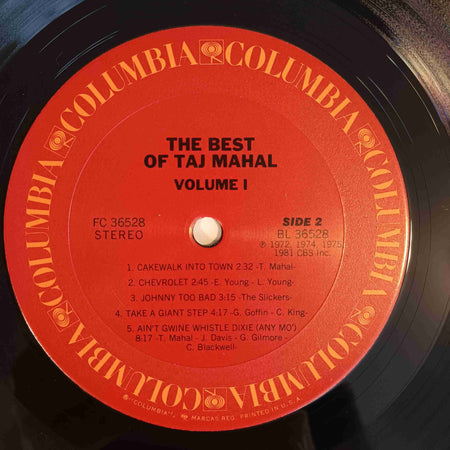 COLUMBIA COLUMBIA COLUMBIA COLUMBIA COLUMBIA COLUMBIA
THE BEST
OF TAJ MAHAL
VOLUME I
FC 36528
STEREO
SIDE 2
BL 36528
℗ 1972, 1974, 1975,
1981 CBS Inc.
1. CAKEWALK INTO TOWN 2:32 -T. Mahal-
2. CHEVROLET 2:45 -E. Young - L. Young-
3. JOHNNY TOO BAD 3:15 -The Slickers-
4. TAKE A GIANT STEP 4:17 -G. Goffin - C. King-
5. AIN'T GWINE WHISTLE DIXIE (ANY MO')
8:17 -T. Mahal - J. Davis - G. Gilmore -
C. Blackwell-
"COLUMBIA", MARCAS REG. PRINTED IN U.S.A.